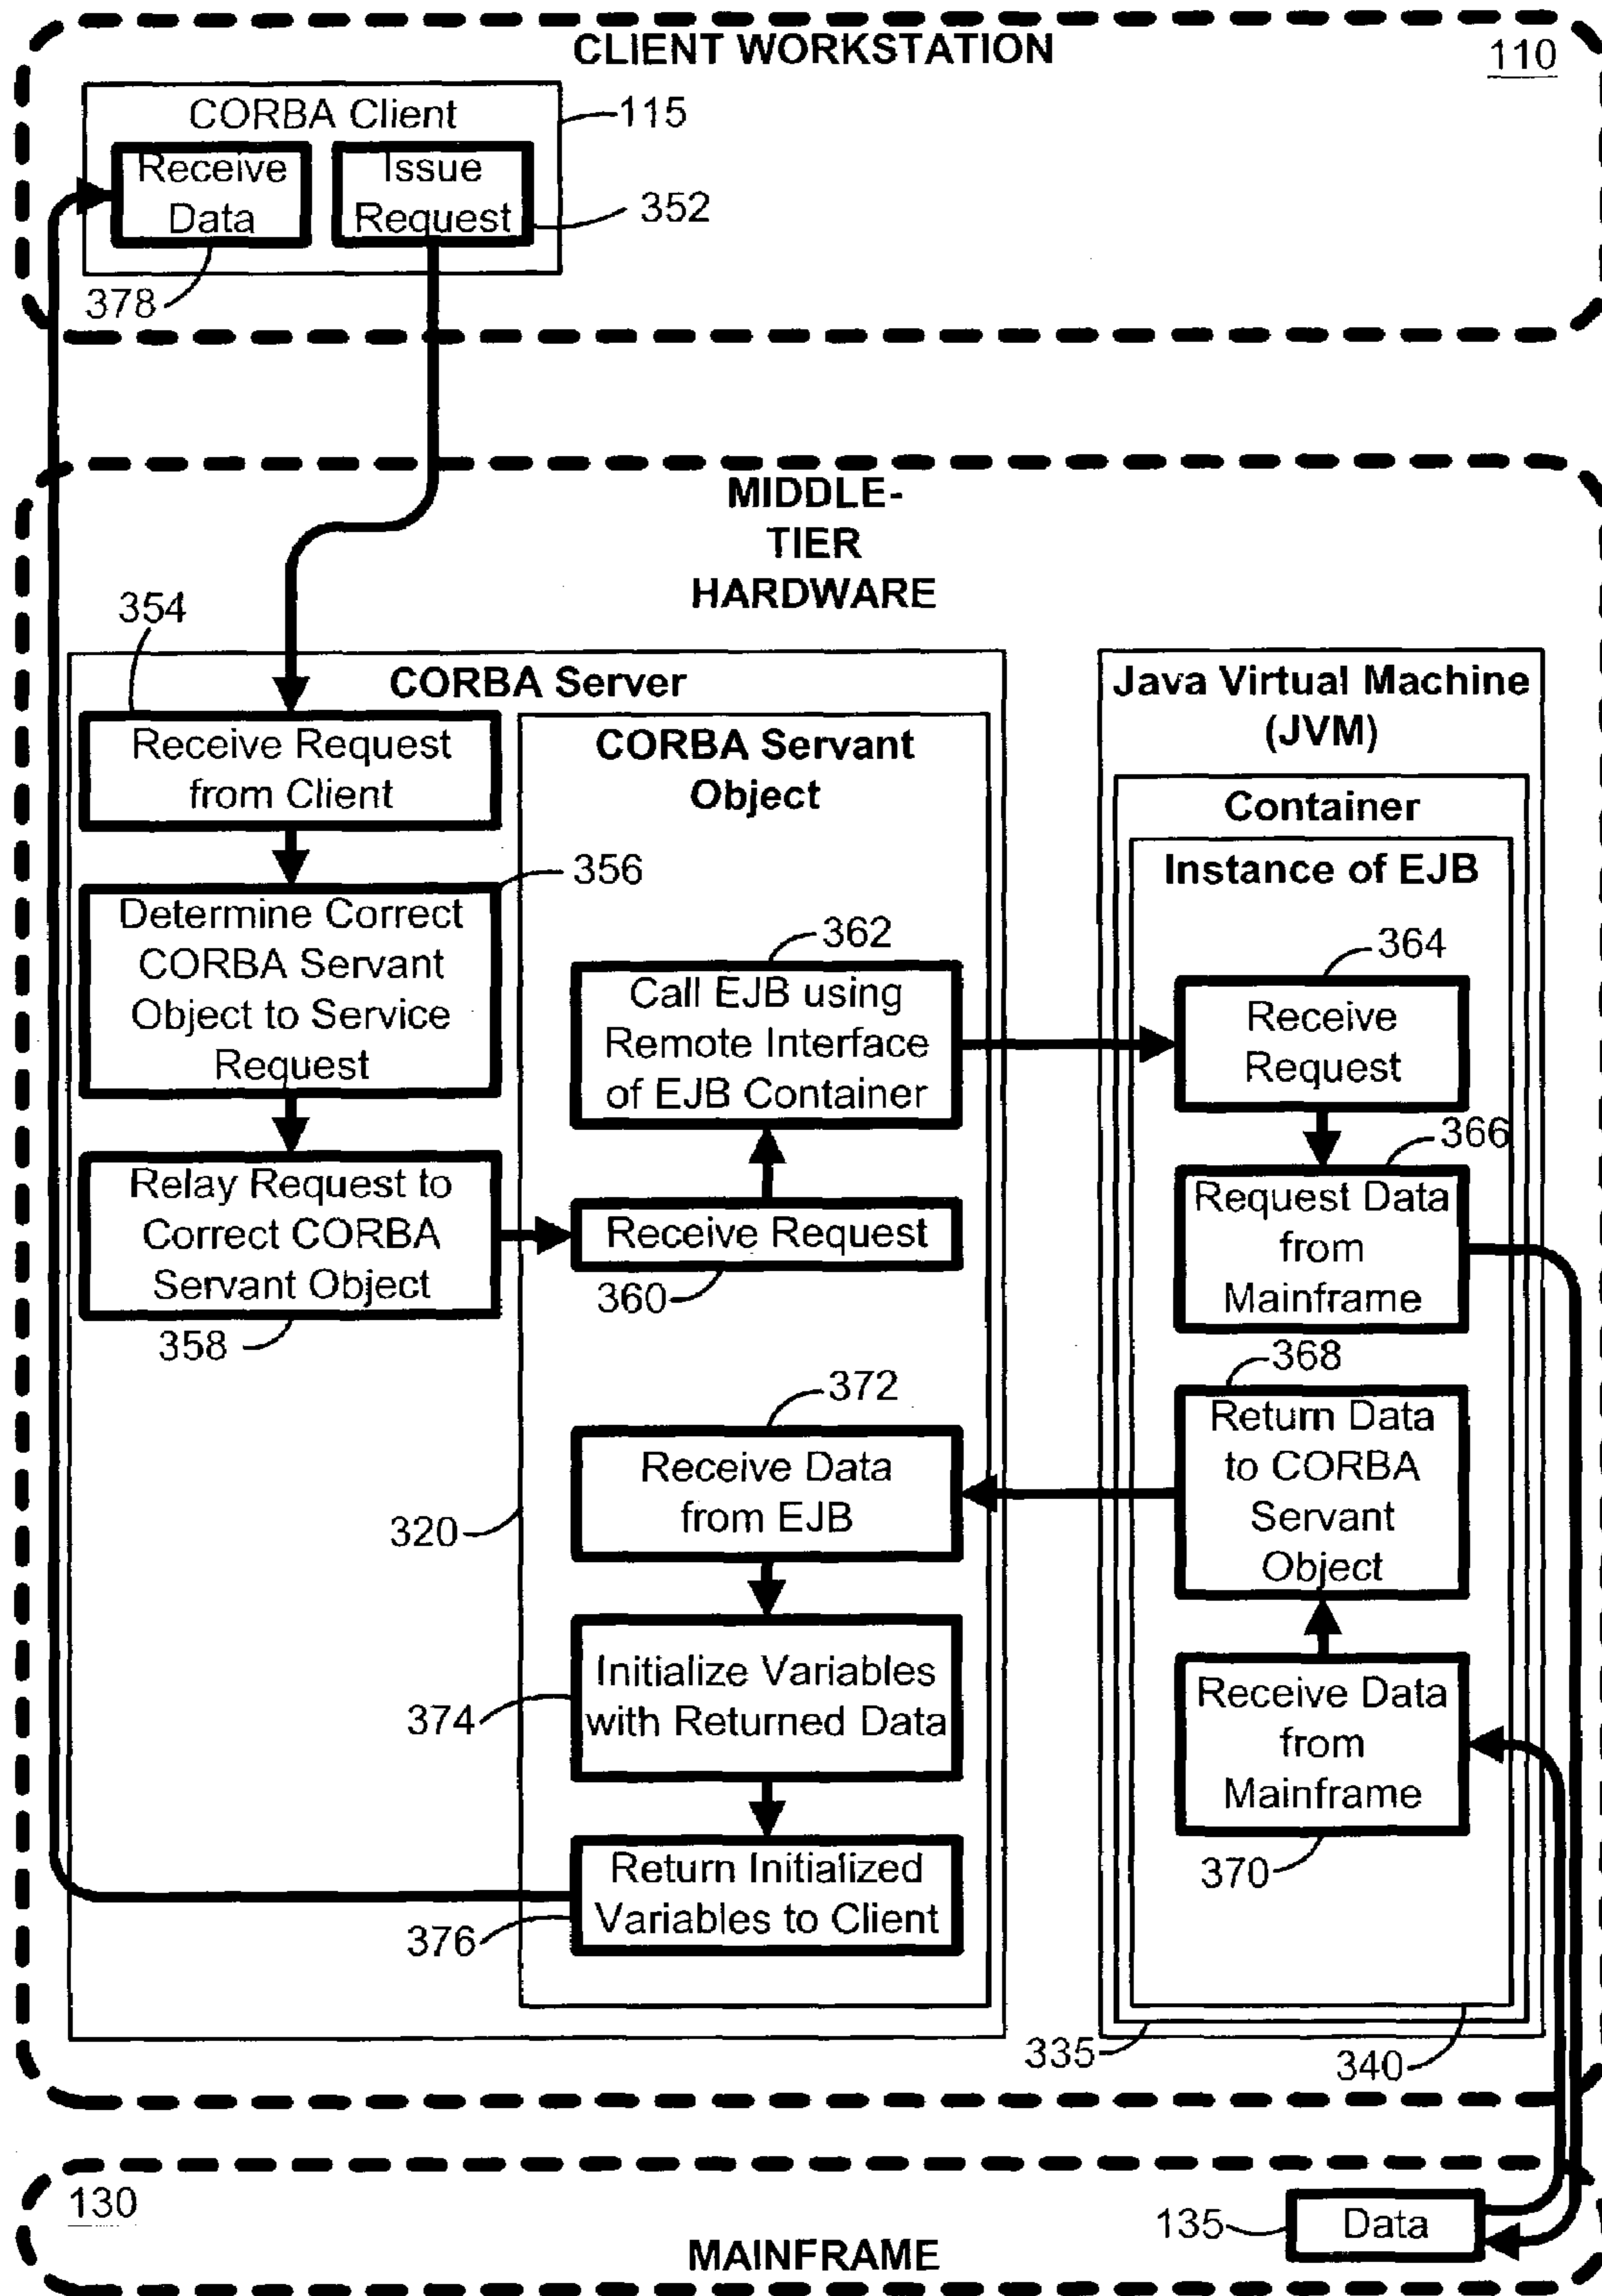 CLIENT WORKSTATION
110
CORBA Client
115
Receive
Data
Issue
Request
352
378
MIDDLE-
TIER
HARDWARE
354
CORBA Server
Receive Request
from Client
356
Determine Correct
CORBA Servant
Object to Service
Request
Relay Request to
Correct CORBA
Servant Object
358
CORBA Servant
Object
362
Call EJB using
Remote Interface
of EJB Container
Receive Request
360
372
Receive Data
from EJB
320
Initialize Variables
with Returned Data
374
Return Initialized
Variables to Client
376
Java Virtual Machine
(JVM)
Container
Instance of EJB
364
Receive
Request
366
Request Data
from
Mainframe
368
Return Data
to CORBA
Servant
Object
Receive Data
from
Mainframe
370
335
340
130
MAINFRAME
135
Data